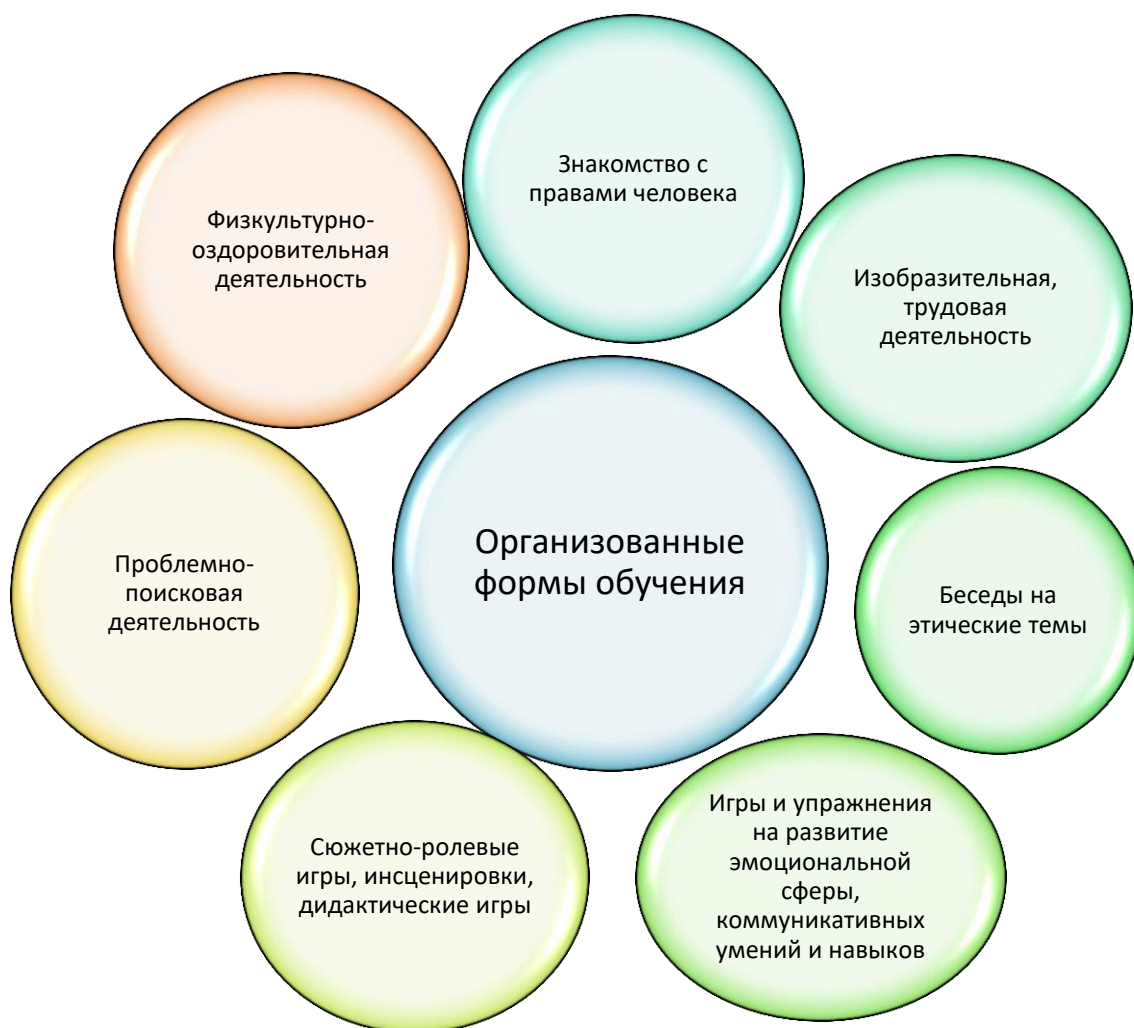 Знакомство с
правами человека
Физкультурно-
оздоровительная
деятельность
Изобразительная,
трудовая
деятельность
Организованные
формы обучения
Проблемно-
поисковая
деятельность
Беседы на
этические темы
Игры и упражнения
на развитие
эмоциональной
сферы,
коммуникативных
умений и навыков
Сюжетно-ролевые
игры, инсценировки,
дидактические игры